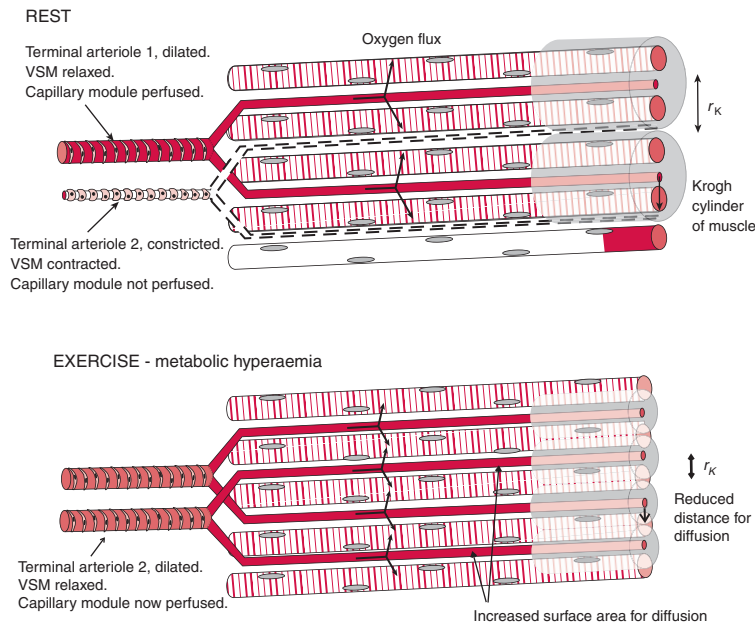 REST
Terminal arteriole 1, dilated.
VSM relaxed.
Capillary module perfused.
Oxygen flux
rK
Krogh
cylinder
of muscle
Terminal arteriole 2, constricted.
VSM contracted.
Capillary module not perfused.
EXERCISE - metabolic hyperaemia
rK
Reduced
distance for
diffusion
Terminal arteriole 2, dilated.
VSM relaxed.
Capillary module now perfused.
Increased surface area for diffusion